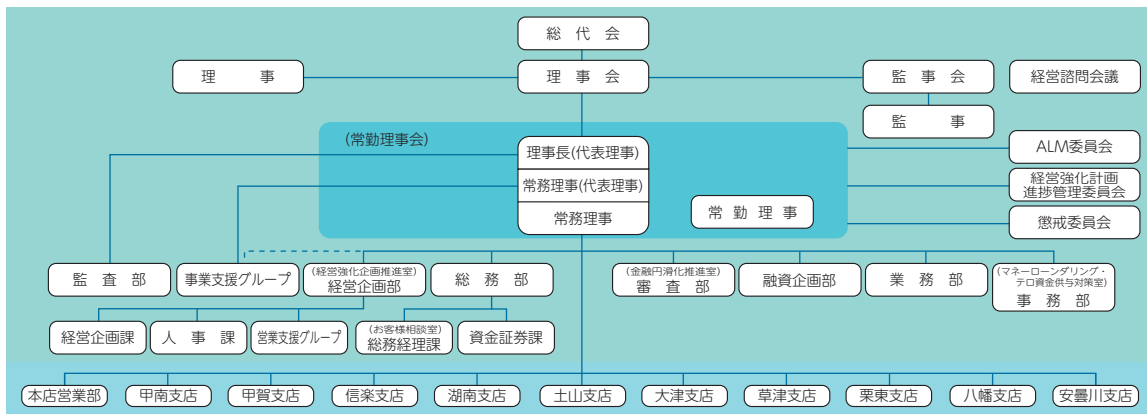 総代会
理事
理事会
監事会
経営諮問会議
監事
(常勤理事会)
理事長(代表理事)
常務理事(代表理事)
常務理事
常勤理事
ALM委員会
経営強化計画
進捗管理委員会
懲戒委員会
監査部
事業支援グループ
(経営強化企画推進室)
経営企画部
総務部
(金融円滑化推進室)
審査部
融資企画部
業務部
(マネーローンダリング・
テロ資金供与対策室)
事務部
経営企画課
人事課
営業支援グループ
(お客様相談室)
総務経理課
資金証券課
本店営業部
甲南支店
甲賀支店
信楽支店
湖南支店
土山支店
大津支店
草津支店
栗東支店
八幡支店
安曇川支店